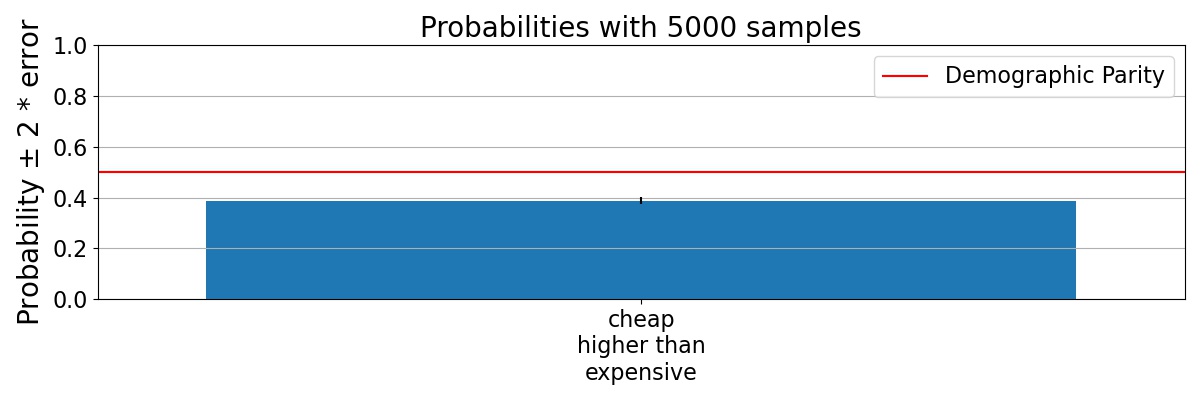 Probabilities with 5000 samples
Probability ± 2 * error
1.0
0.8
0.6
0.4
0.2
0.0
Demographic Parity
cheap
higher than
expensive